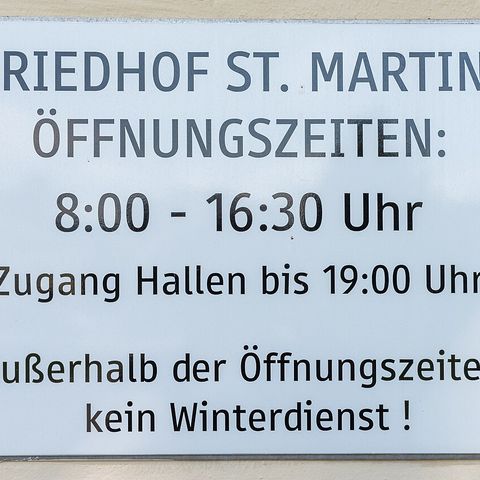 RIEDHOF ST. MARTIN
ÖFFNUNGSZEITEN:
8:00 - 16:30 Uhr
Zugang Hallen bis 19:00 Uhr
ußerhalb der Öffnungszeite
kein Winterdienst !